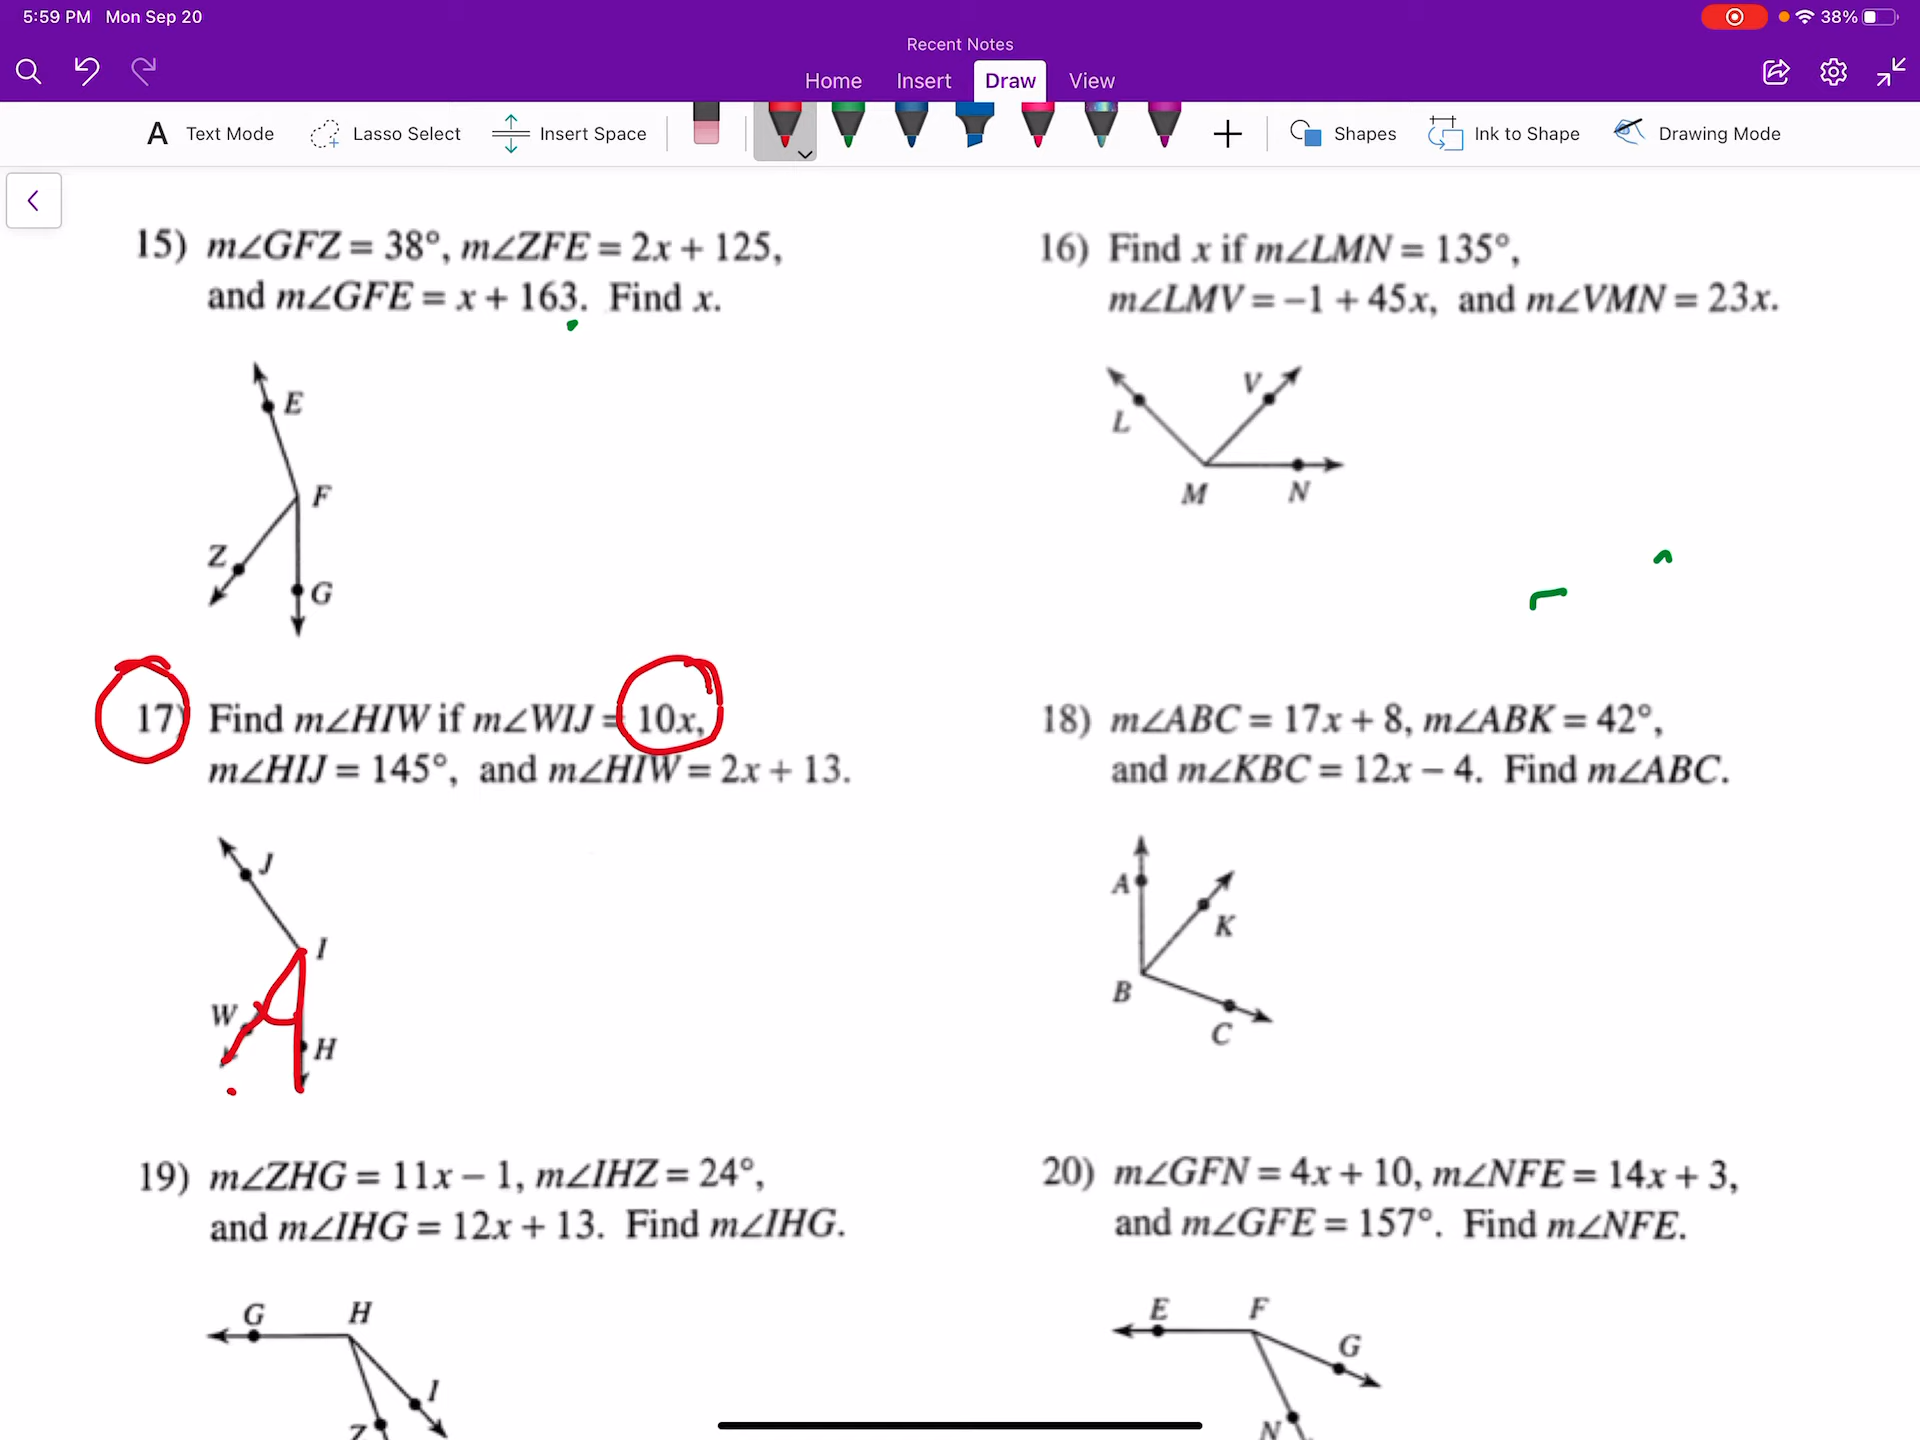 5:59 PM Mon Sep 20
38%
Recent Notes
Home Insert Draw View
A Text Mode Lasso Select Insert Space Shapes Ink to Shape Drawing Mode
15) m∠GFZ = 38°, m∠ZFE = 2x + 125,
and m∠GFE = x + 163. Find x.
E
F
Z
G
16) Find x if m∠LMN = 135°,
m∠LMV = −1 + 45x, and m∠VMN = 23x.
V
L
M N
17) Find m∠HIW if m∠WIJ = 10x,
m∠HIJ = 145°, and m∠HIW = 2x + 13.
J
I
W
H
18) m∠ABC = 17x + 8, m∠ABK = 42°,
and m∠KBC = 12x − 4. Find m∠ABC.
A
K
B
C
19) m∠ZHG = 11x − 1, m∠IHZ = 24°,
and m∠IHG = 12x + 13. Find m∠IHG.
G H
I
Z
20) m∠GFN = 4x + 10, m∠NFE = 14x + 3,
and m∠GFE = 157°. Find m∠NFE.
E F
G
N